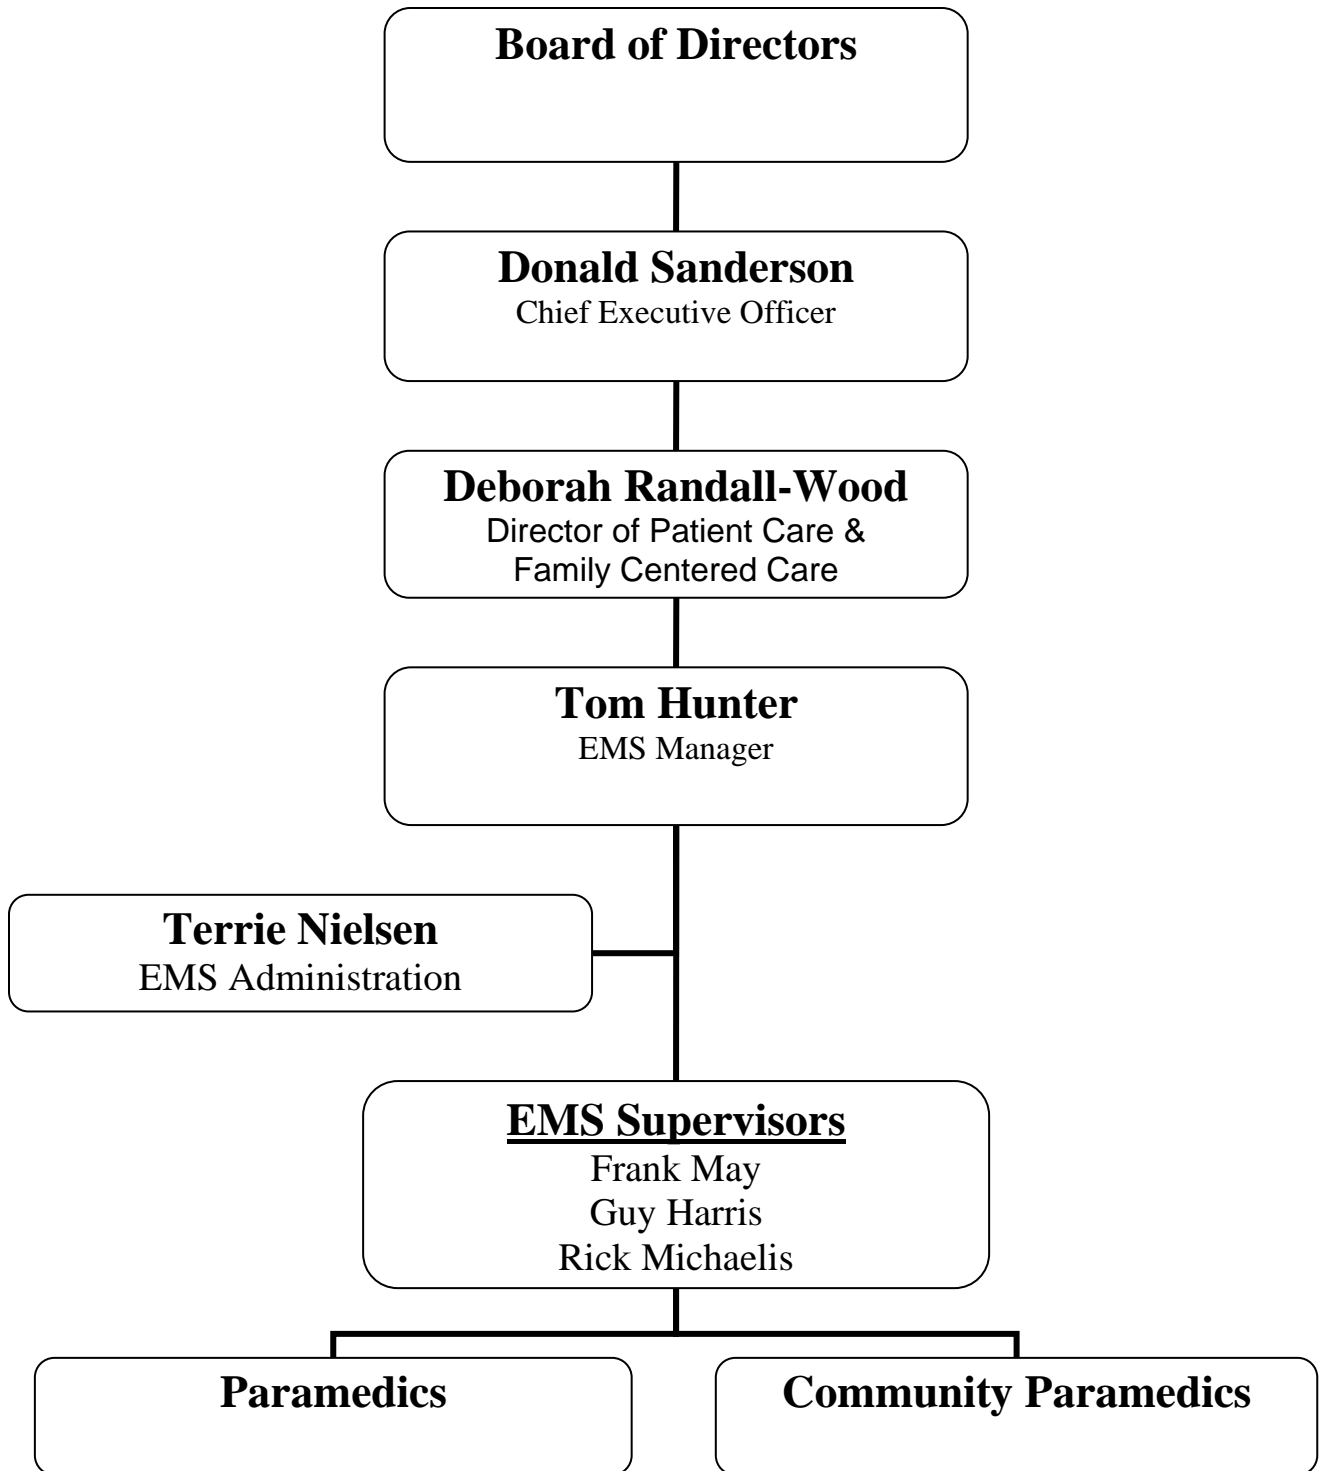 Board of Directors
Donald Sanderson
Chief Executive Officer
Deborah Randall-Wood
Director of Patient Care &
Family Centered Care
Tom Hunter
EMS Manager
Terrie Nielsen
EMS Administration
EMS Supervisors
Frank May
Guy Harris
Rick Michaelis
Paramedics
Community Paramedics